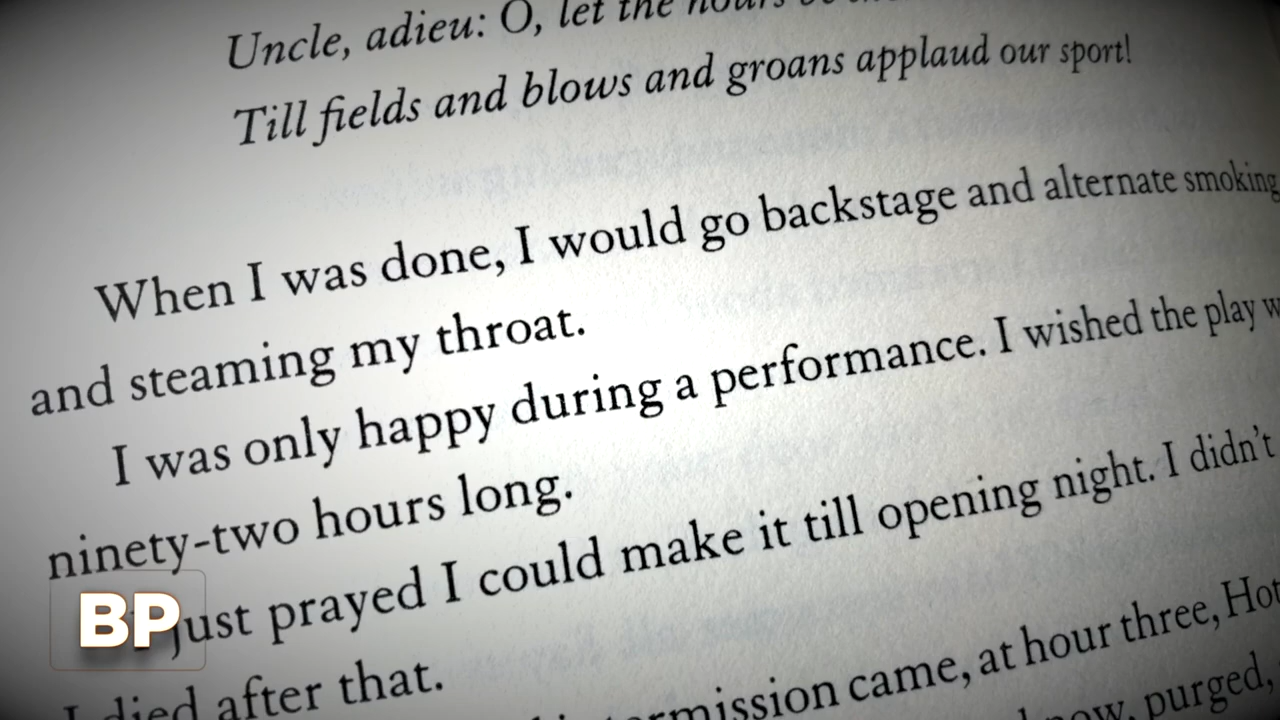 Uncle, adieu: O, let the hours
Till fields and blows and groans applaud our sport!
When I was done, I would go backstage and alternate smoking
and steaming my throat.
I was only happy during a performance. I wished the play
ninety-two hours long.
just prayed I could make it till opening night. I didn't
I died after that.
came, at hour three,
purged,
BP